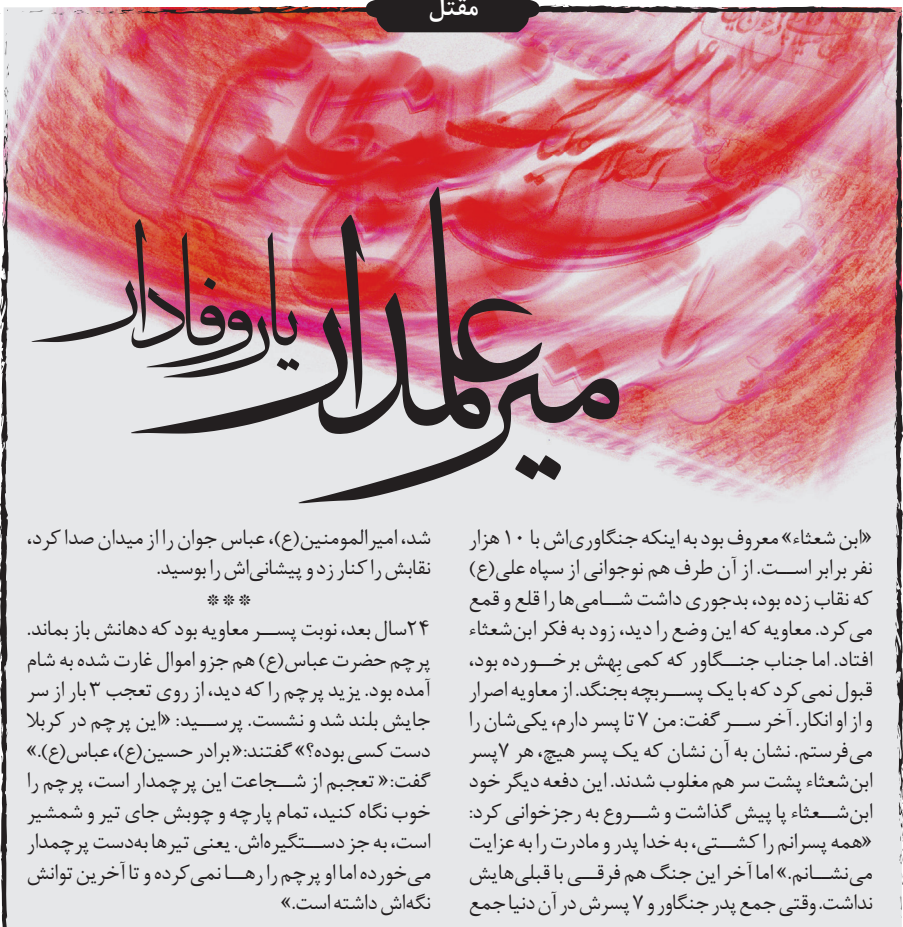 مقتل
السلام علیک
میر علمدار
یار وفادار
«ابن شعثاء» معروف بود به اینکه جنگاوری‌اش با ۱۰ هزار
نفر برابر است. از آن طرف هم نوجوانی از سپاه علی(ع)
که نقاب زده بود، بدجوری داشت شامی‌ها را قلع و قمع
می‌کرد. معاویه که این وضع را دید، زود به فکر ابن‌شعثاء
افتاد. اما جناب جنگاور که کمی بِهش برخورده بود،
قبول نمی‌کرد که با یک پسربچه بجنگد. از معاویه اصرار
و از او انکار. آخر سر گفت: من ۷ تا پسر دارم، یکی‌شان را
می‌فرستم. نشان به آن نشان که یک پسر هیچ، هر ۷پسر
ابن‌شعثاء پشت سر هم مغلوب شدند. این دفعه دیگر خود
ابن‌شعثاء پا پیش گذاشت و شروع به رجزخوانی کرد:
«همه پسرانم را کشتی، به خدا پدر و مادرت را به عزایت
می‌نشانم.» اما آخر این جنگ هم فرقی با قبلی‌هایش
نداشت. وقتی جمع پدر جنگاور و ۷ پسرش در آن دنیا جمع
شد، امیرالمومنین(ع)، عباس جوان را از میدان صدا کرد،
نقابش را کنار زد و پیشانی‌اش را بوسید.
***
۲۴سال بعد، نوبت پسر معاویه بود که دهانش باز بماند.
پرچم حضرت عباس(ع) هم جزو اموال غارت شده به شام
آمده بود. یزید پرچم را که دید، از روی تعجب ۳ بار از سر
جایش بلند شد و نشست. پرسید: «این پرچم در کربلا
دست کسی بوده؟» گفتند:«برادر حسین(ع)، عباس(ع).»
گفت:« تعجبم از شجاعت این پرچمدار است، پرچم را
خوب نگاه کنید، تمام پارچه و چوبش جای تیر و شمشیر
است، به جز دستگیره‌اش. یعنی تیرها به‌دست پرچمدار
می‌خورده اما او پرچم را رها نمی‌کرده و تا آخرین توانش
نگه‌اش داشته است.»